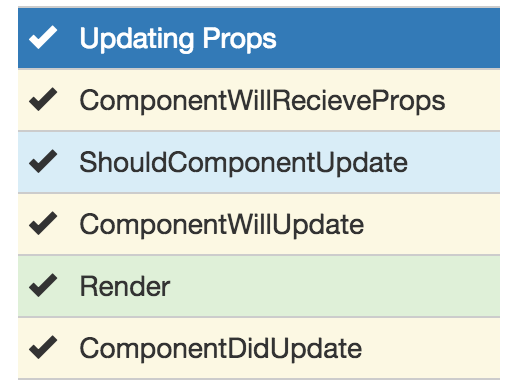 Updating Props
ComponentWillRecieveProps
ShouldComponentUpdate
ComponentWillUpdate
Render
ComponentDidUpdate